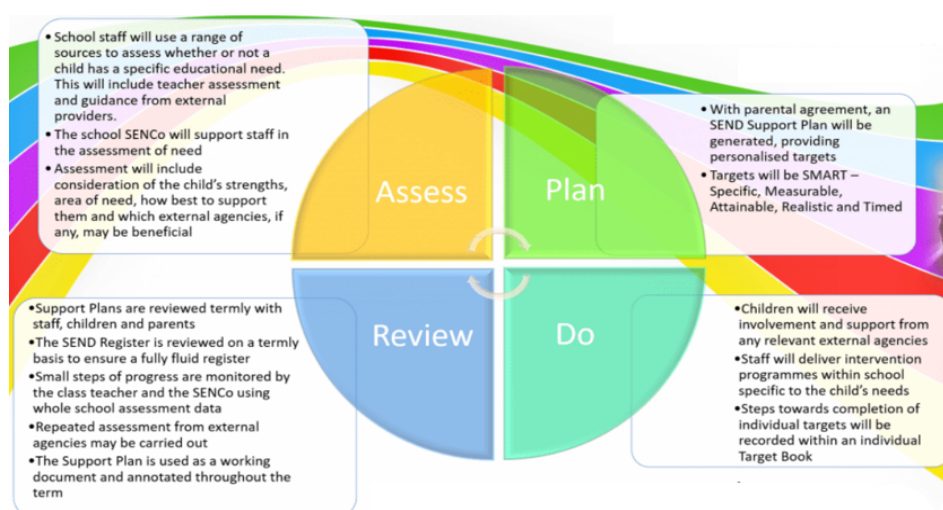 • School staff will use a range of
sources to assess whether or not a
child has a specific educational need.
This will include teacher assessment
and guidance from external
providers.
• The school SENCo will support staff in
the assessment of need
• Assessment will include
consideration of the child's strengths,
area of need, how best to support
them and which external agencies, if
any, may be beneficial
Assess
Plan
• With parental agreement, an
SEND Support Plan will be
generated, providing
personalised targets
• Targets will be SMART –
Specific, Measurable,
Attainable, Realistic and Timed
•Support Plans are reviewed termly with
staff, children and parents
•The SEND Register is reviewed on a termly
basis to ensure a fully fluid register
•Small steps of progress are monitored by
the class teacher and the SENCo using
whole school assessment data
•Repeated assessment from external
agencies may be carried out
•The Support Plan is used as a working
document and annotated throughout the
term
Review
Do
•Children will receive
involvement and support from
any relevant external agencies
•Staff will deliver intervention
programmes within school
specific to the child's needs
•Steps towards completion of
individual targets will be
recorded within an individual
Target Book